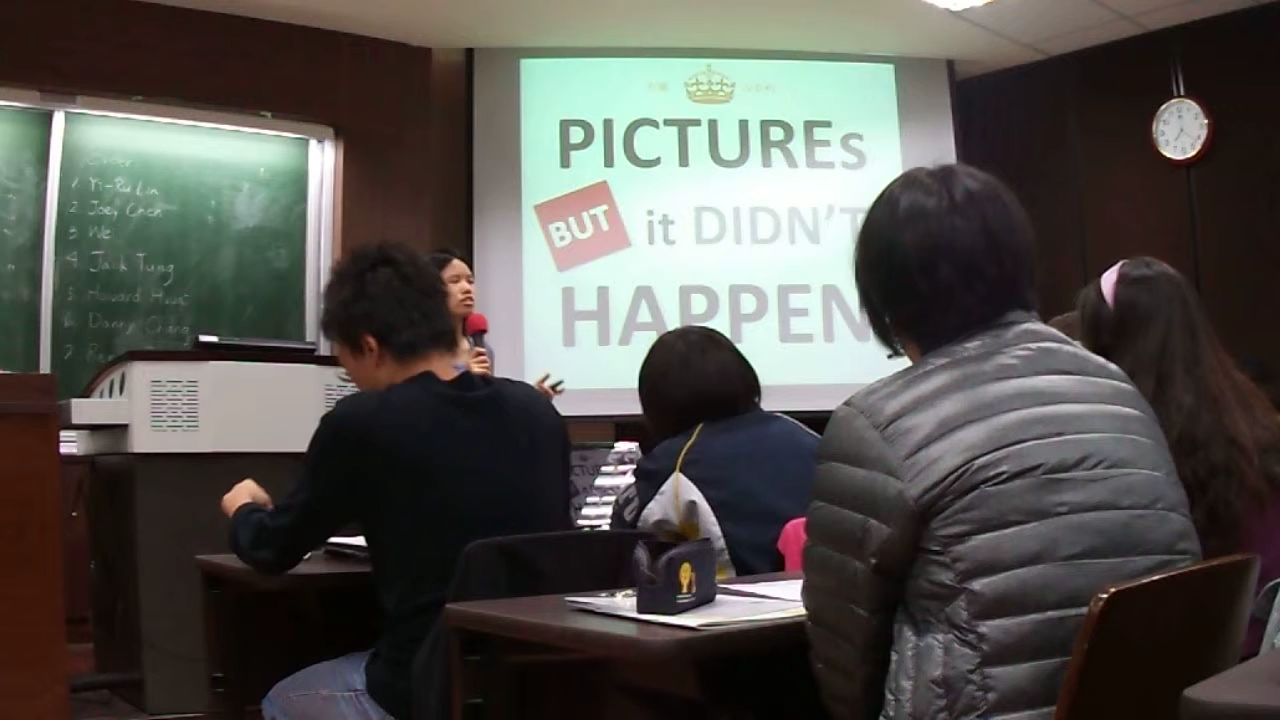 Order
1 Yi-Ru Lin
2 Joey Chen
3 We
4 Jack Tung
5 Howard
6 Danny Chang
7
PICTUREs
BUT it DIDN'T
HAPPEN